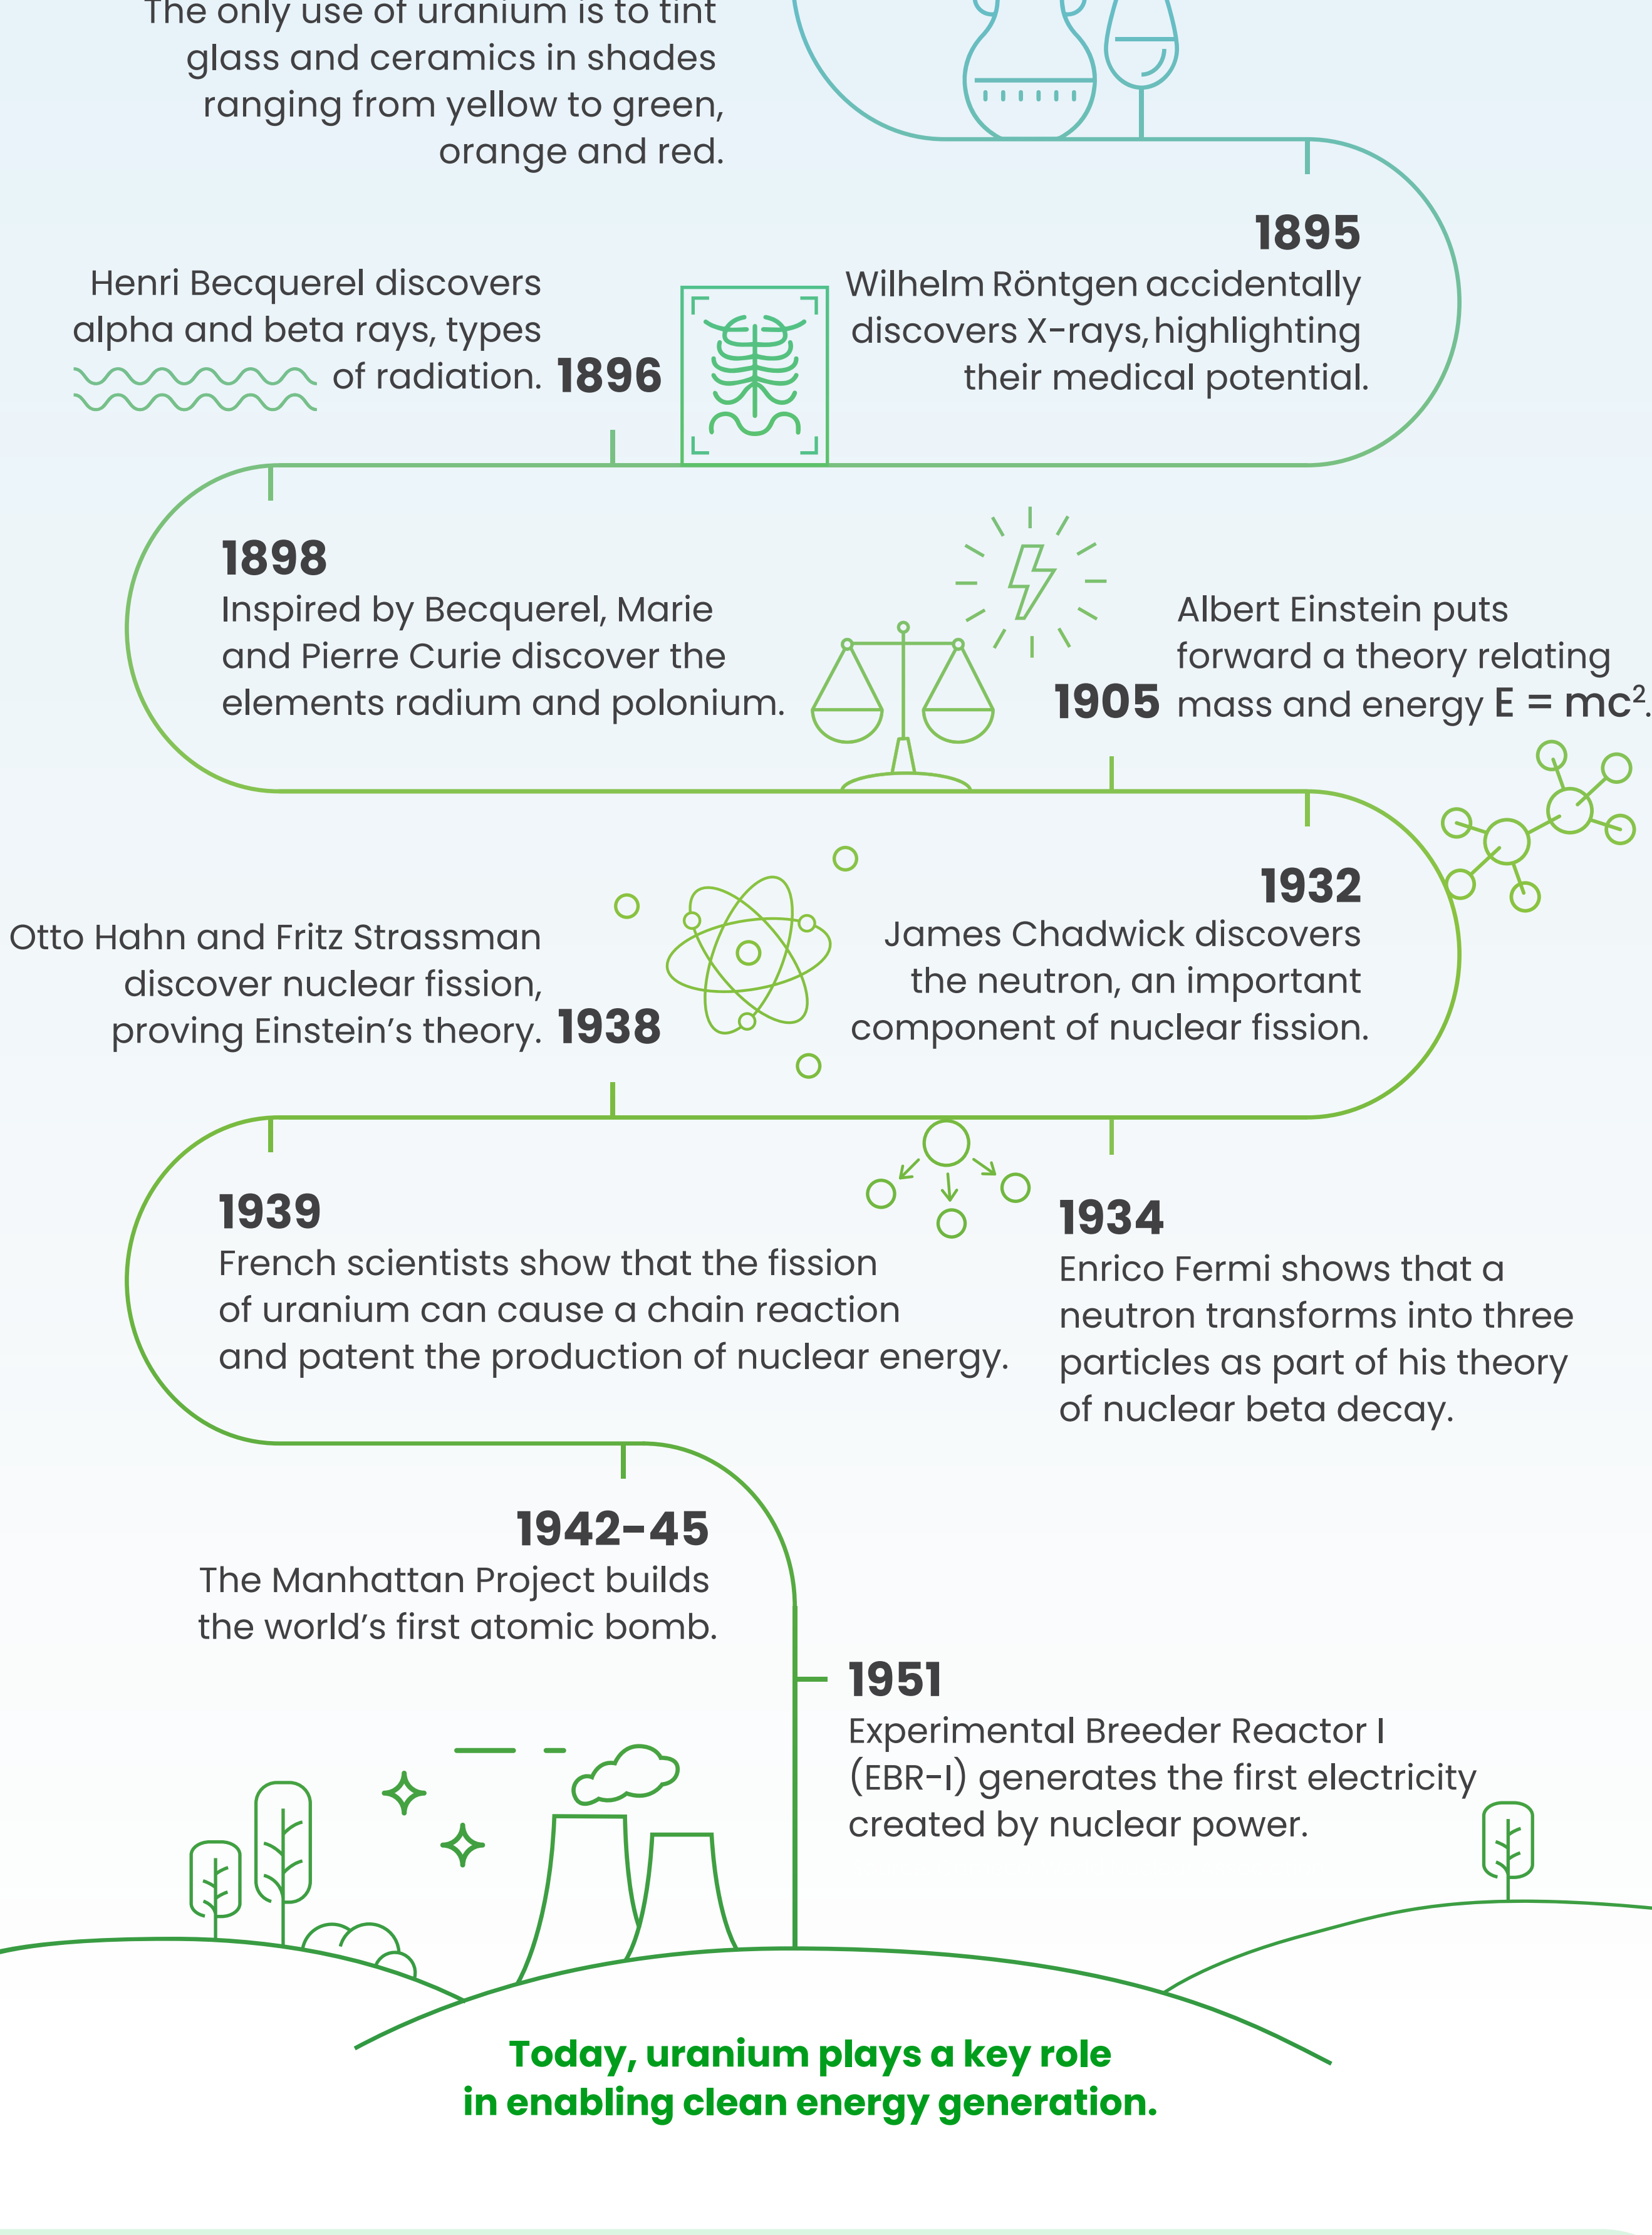 The only use of uranium is to tint
glass and ceramics in shades
ranging from yellow to green,
orange and red.
1895
Wilhelm Röntgen accidentally
discovers X-rays, highlighting
their medical potential.
Henri Becquerel discovers
alpha and beta rays, types
of radiation. 1896
1898
Inspired by Becquerel, Marie
and Pierre Curie discover the
elements radium and polonium.
Albert Einstein puts
forward a theory relating
1905 mass and energy E = mc².
1932
James Chadwick discovers
the neutron, an important
component of nuclear fission.
1934
Enrico Fermi shows that a
neutron transforms into three
particles as part of his theory
of nuclear beta decay.
Otto Hahn and Fritz Strassman
discover nuclear fission,
proving Einstein’s theory. 1938
1939
French scientists show that the fission
of uranium can cause a chain reaction
and patent the production of nuclear energy.
1942-45
The Manhattan Project builds
the world’s first atomic bomb.
1951
Experimental Breeder Reactor I
(EBR-I) generates the first electricity
created by nuclear power.
Today, uranium plays a key role
in enabling clean energy generation.